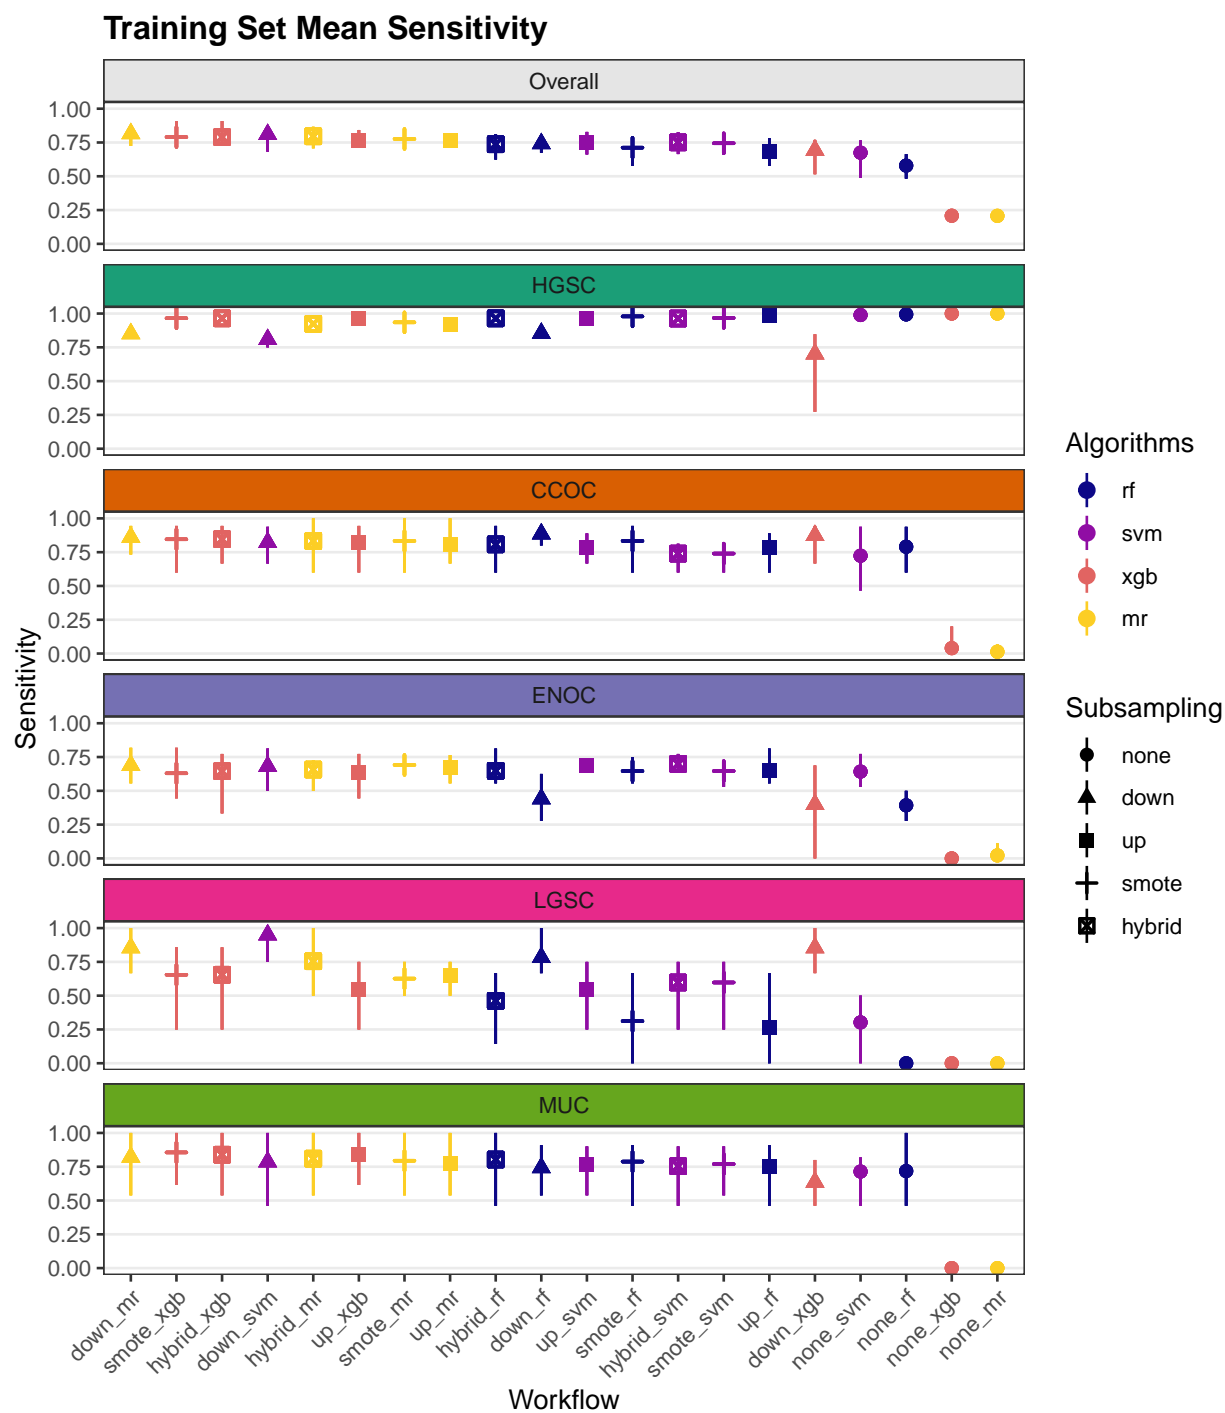 Training Set Mean Sensitivity
Overall
1.00
0.75
0.50
0.25
0.00
HGSC
1.00
0.75
0.50
0.25
0.00
CCOC
1.00
0.75
0.50
0.25
0.00
ENOC
1.00
0.75
0.50
0.25
0.00
LGSC
1.00
0.75
0.50
0.25
0.00
MUC
1.00
0.75
0.50
0.25
0.00
Sensitivity
down_mr
smote_xgb
hybrid_xgb
down_svm
hybrid_mr
up_xgb
smote_mr
up_mr
hybrid_rf
down_rf
up_svm
smote_rf
hybrid_svm
smote_svm
up_rf
down_xgb
none_svm
none_rf
none_xgb
none_mr
Workflow
Algorithms
rf
svm
xgb
mr
Subsampling
none
down
up
smote
hybrid